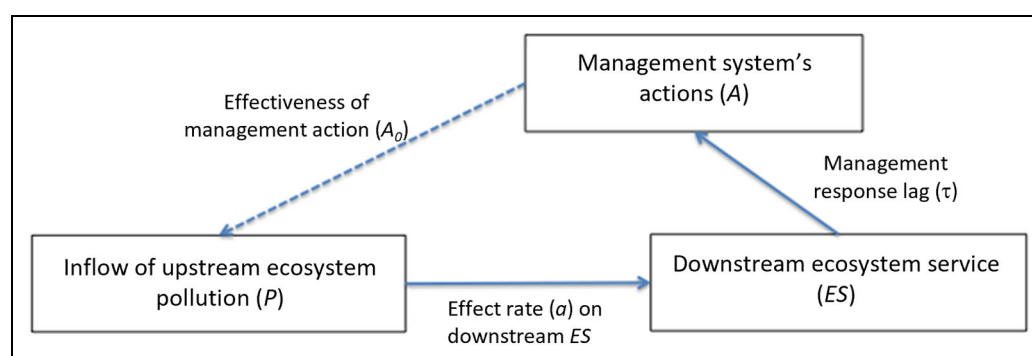 Management system's
actions (A)
Effectiveness of
management action (A₀)
Management
response lag (τ)
Inflow of upstream ecosystem
pollution (P)
Downstream ecosystem service
(ES)
Effect rate (a) on
downstream ES